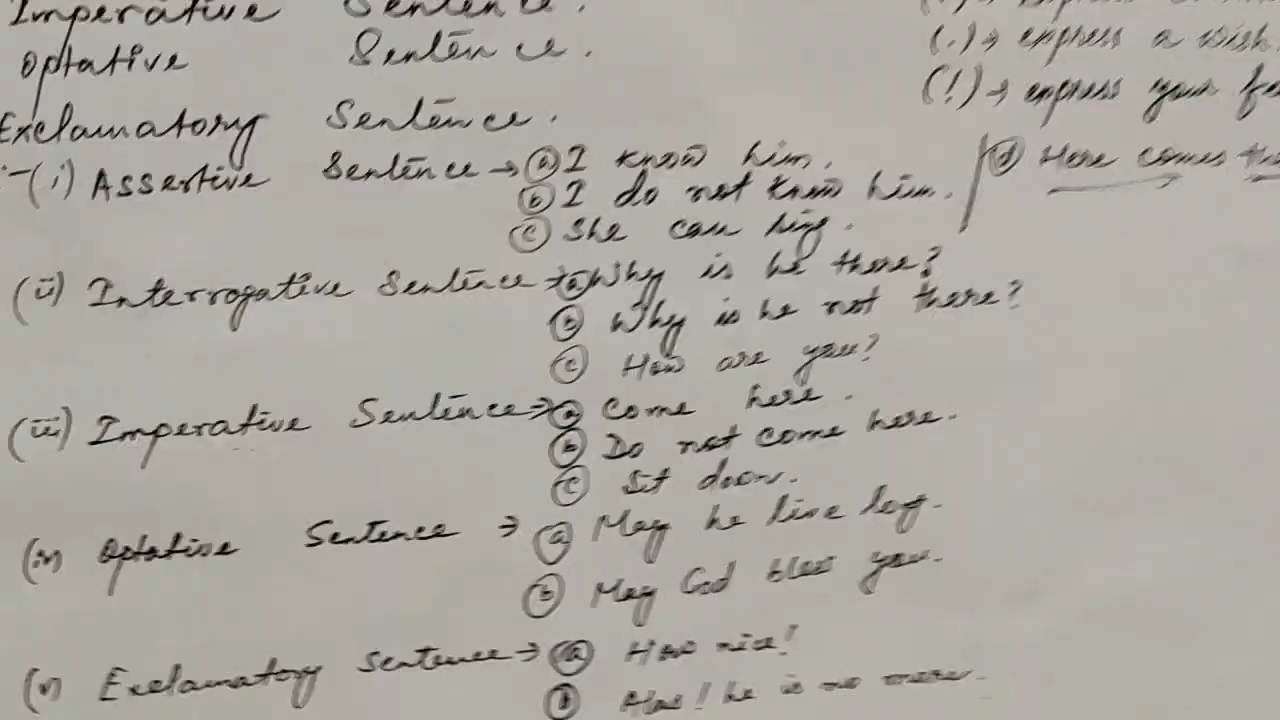 Imperative Sentence.
Optative Sentence. (.)→ express a wish.
Exclamatory Sentence. (!)→ express your
:-(i) Assertive Sentence → (a) I know him. (d) Here comes
(b) I do not know him.
(c) She can
(ii) Interrogative Sentence → (a) Why is he there?
(b) Why is he not there?
(c) How are you?
(iii) Imperative Sentence → (a) Come here.
(b) Do not come here.
(c) Sit down.
(iv) Optative Sentence → (a) May he live long.
(b) May God bless you.
(v) Exclamatory Sentence → (a) How nice!
(b) Alas! he is no more.